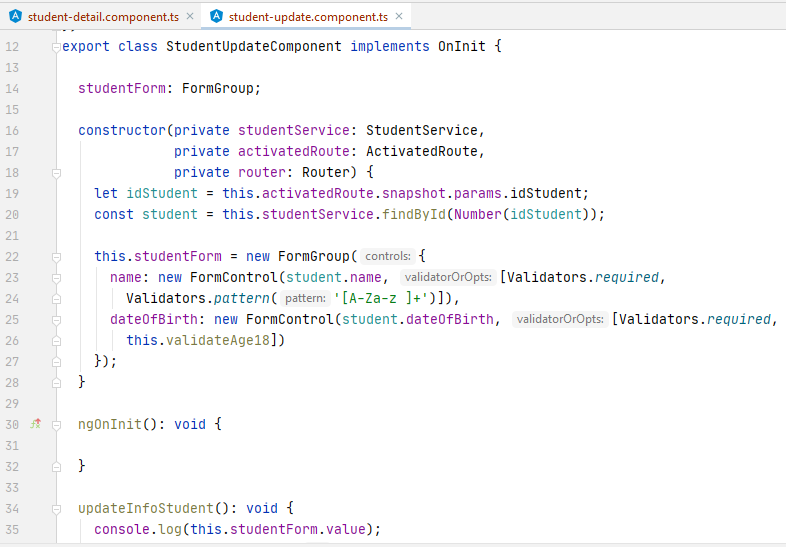 student-detail.component.ts × student-update.component.ts ×
12 export class StudentUpdateComponent implements OnInit {
13
14 studentForm: FormGroup;
15
16 constructor(private studentService: StudentService,
17 private activatedRoute: ActivatedRoute,
18 private router: Router) {
19 let idStudent = this.activatedRoute.snapshot.params.idStudent;
20 const student = this.studentService.findById(Number(idStudent));
21
22 this.studentForm = new FormGroup( controls: {
23 name: new FormControl(student.name, validatorOrOpts: [Validators.required,
24 Validators.pattern( pattern: '[A-Za-z ]+')]),
25 dateOfBirth: new FormControl(student.dateOfBirth, validatorOrOpts: [Validators.required,
26 this.validateAge18])
27 });
28 }
29
30 ngOnInit(): void {
31
32 }
33
34 updateInfoStudent(): void {
35 console.log(this.studentForm.value);